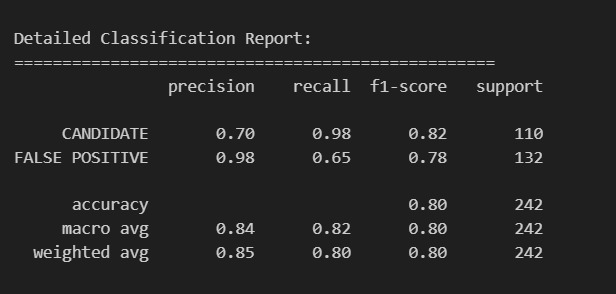 Detailed Classification Report:
==================================================
precision recall f1-score support
CANDIDATE 0.70 0.98 0.82 110
FALSE POSITIVE 0.98 0.65 0.78 132
accuracy 0.80 242
macro avg 0.84 0.82 0.80 242
weighted avg 0.85 0.80 0.80 242